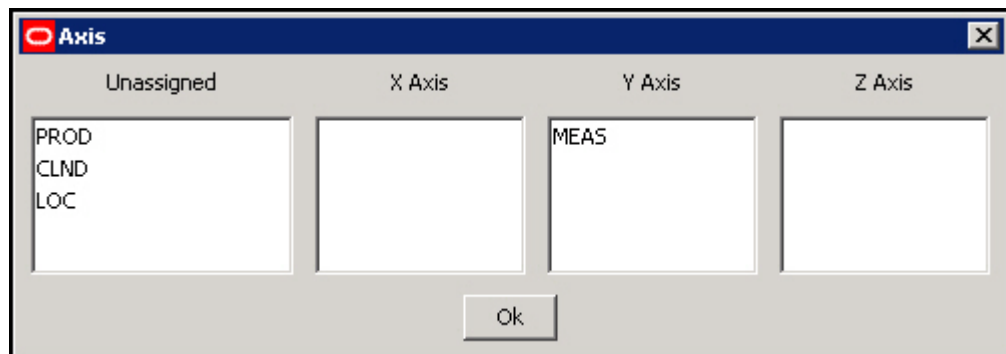 Axis
Unassigned X Axis Y Axis Z Axis
PROD MEAS
CLND
LOC
Ok